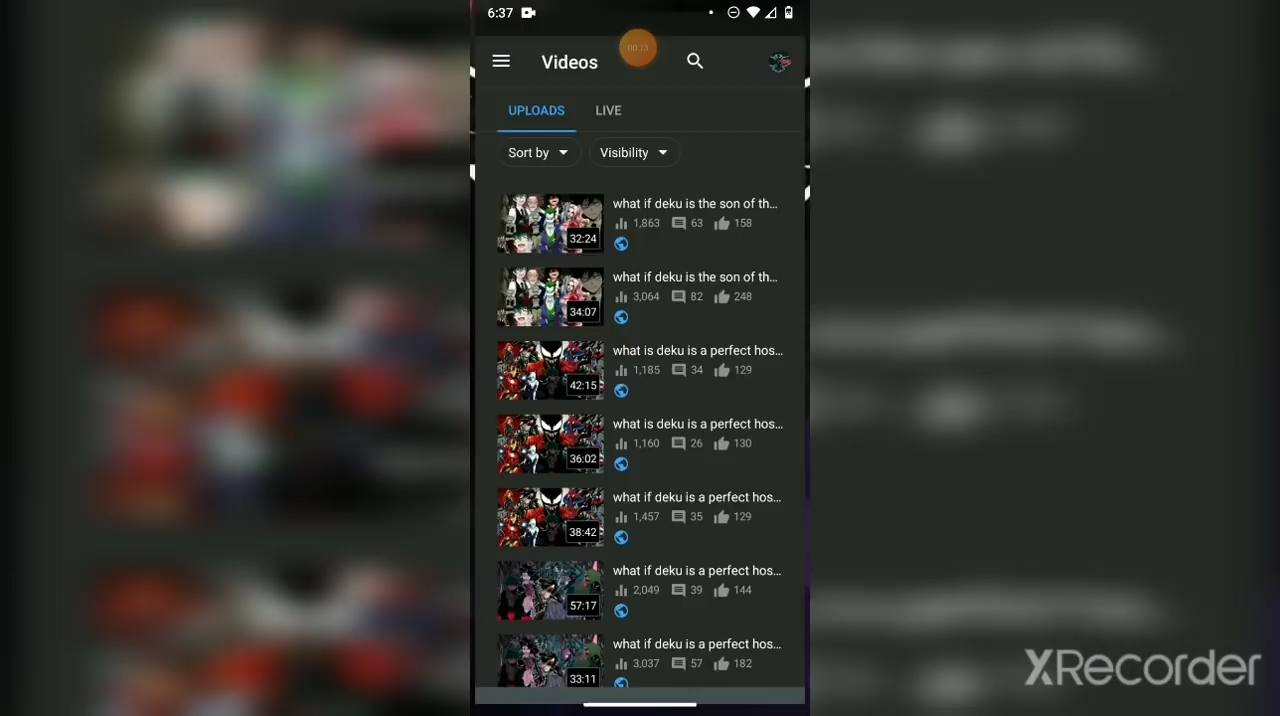 6:37
Videos
00:13
UPLOADS
LIVE
Sort by
Visibility
what if deku is the son of th...
32:24
1,863
63
158
what if deku is the son of th...
34:07
3,064
82
248
what is deku is a perfect hos...
42:15
1,185
34
129
what is deku is a perfect hos...
36:02
1,160
26
130
what if deku is a perfect hos...
38:42
1,457
35
129
what if deku is a perfect hos...
57:17
2,049
39
144
what if deku is a perfect hos...
33:11
3,037
57
182
XRecorder